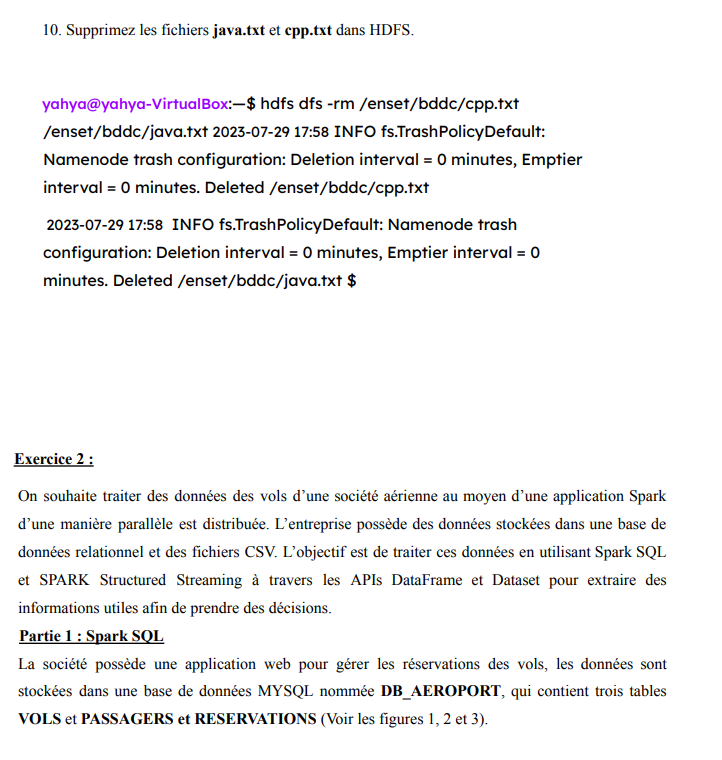 10. Supprimez les fichiers java.txt et cpp.txt dans HDFS.
yahya@yahya-VirtualBox:—$ hdfs dfs -rm /enset/bddc/cpp.txt
/enset/bddc/java.txt 2023-07-29 17:58 INFO fs.TrashPolicyDefault:
Namenode trash configuration: Deletion interval = 0 minutes, Emptier
interval = 0 minutes. Deleted /enset/bddc/cpp.txt
2023-07-29 17:58 INFO fs.TrashPolicyDefault: Namenode trash
configuration: Deletion interval = 0 minutes, Emptier interval = 0
minutes. Deleted /enset/bddc/java.txt $
Exercice 2 :
On souhaite traiter des données des vols d’une société aérienne au moyen d’une application Spark
d’une manière parallèle est distribuée. L’entreprise possède des données stockées dans une base de
données relationnel et des fichiers CSV. L’objectif est de traiter ces données en utilisant Spark SQL
et SPARK Structured Streaming à travers les APIs DataFrame et Dataset pour extraire des
informations utiles afin de prendre des décisions.
Partie 1 : Spark SQL
La société possède une application web pour gérer les réservations des vols, les données sont
stockées dans une base de données MYSQL nommée DB_AEROPORT, qui contient trois tables
VOLS et PASSAGERS et RESERVATIONS (Voir les figures 1, 2 et 3).